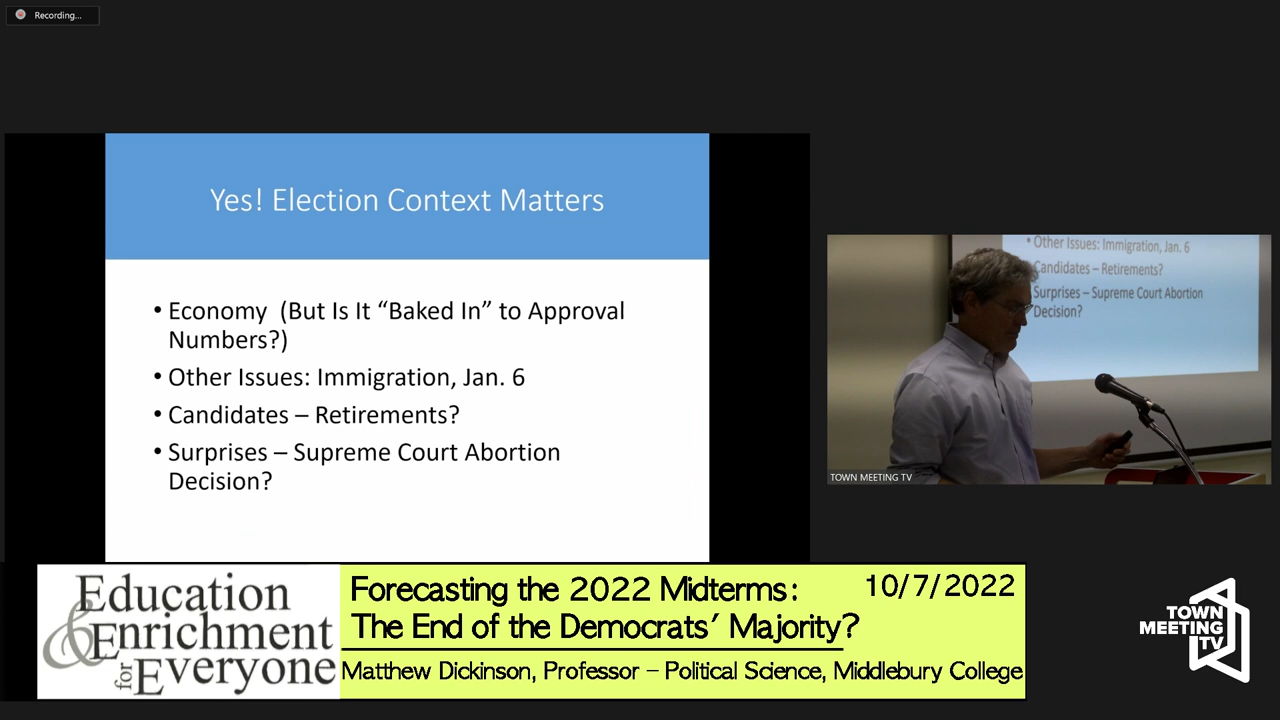 Recording...
Yes! Election Context Matters
• Economy (But Is It “Baked In” to Approval
Numbers?)
• Other Issues: Immigration, Jan. 6
• Candidates – Retirements?
• Surprises – Supreme Court Abortion
Decision?
• Other Issues: Immigration, Jan. 6
Candidates – Retirements?
Surprises – Supreme Court Abortion
Decision?
TOWN MEETING TV
Education
& Enrichment
for Everyone
Forecasting the 2022 Midterms:
10/7/2022
The End of the Democrats’ Majority?
Matthew Dickinson, Professor – Political Science, Middlebury College
TOWN
MEETING
TV